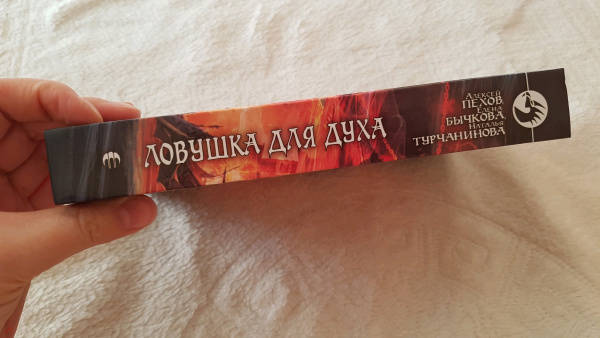 ЛОВУШКА ДЛЯ ДУХА
АЛЕКСЕЙ
ПЕХОВ,
ЕЛЕНА
БЫЧКОВА,
НАТАЛЬЯ
ТУРЧАНИНОВА